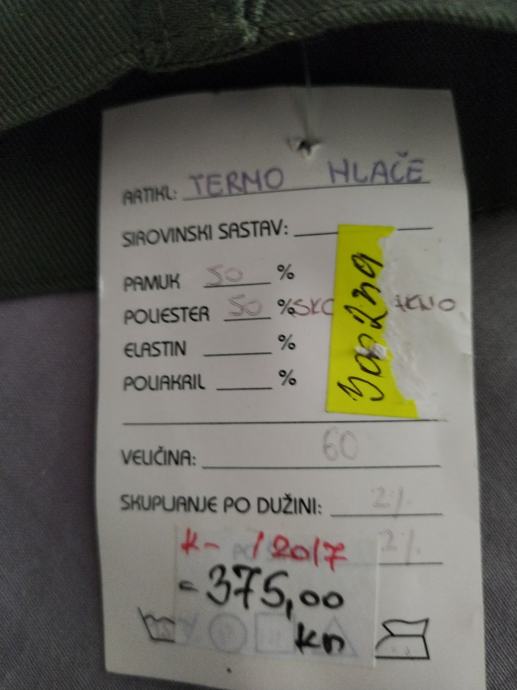 ARTIKL: TERMO HLAČE
SIROVINSKI SASTAV:
PAMUK 50 %
POLIESTER 50 %
ELASTIN %
POLIAKRIL %
300239
VELIČINA: 60
SKUPLJANJE PO DUŽINI: 2%
2%
K- /2017
=375,00
kn